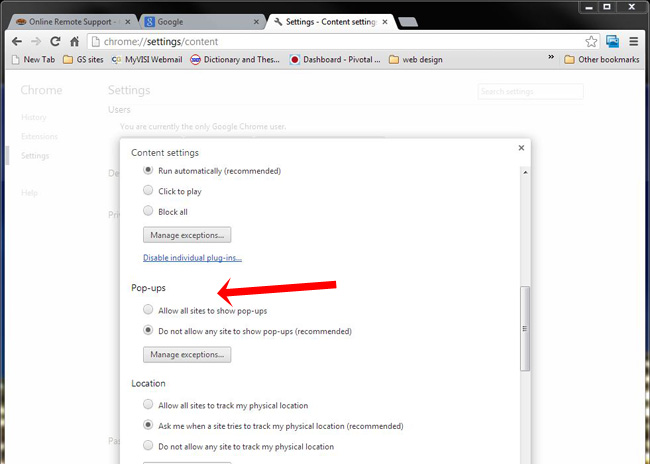 Online Remote Support -
Google
Settings - Content setting
chrome://settings/content
New Tab
GS sites
MyVISI Webmail
Dictionary and Thes...
Dashboard - Pivotal ...
web design
»
Other bookmarks
Chrome
Settings
Search settings
History
Extensions
Settings
Help
Users
You are currently the only Google Chrome user.
Content settings
Run automatically (recommended)
Click to play
Block all
Manage exceptions...
Disable individual plug-ins...
Pop-ups
Allow all sites to show pop-ups
Do not allow any site to show pop-ups (recommended)
Manage exceptions...
Location
Allow all sites to track my physical location
Ask me when a site tries to track my physical location (recommended)
Do not allow any site to track my physical location